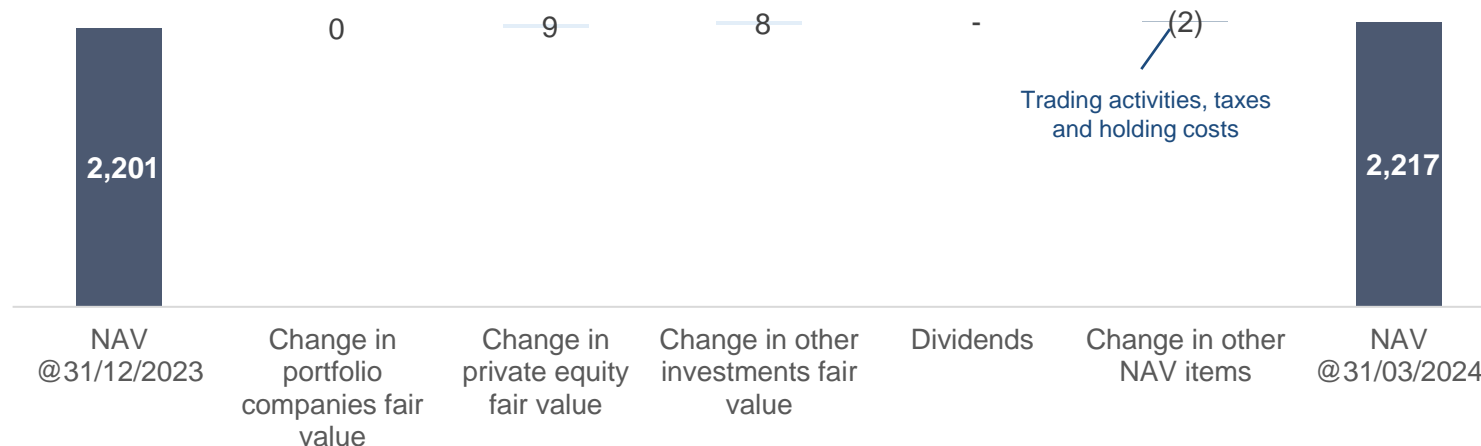 0
9
8
-
(2)
Trading activities, taxes
and holding costs
2,201
2,217
NAV
@31/12/2023
Change in
portfolio
companies fair
value
Change in
private equity
fair value
Change in other
investments fair
value
Dividends
Change in other
NAV items
NAV
@31/03/2024